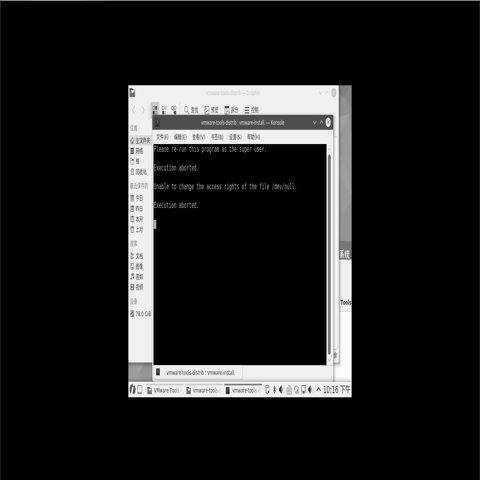 vmware-tools-distrib — Dolphin
查找
预览
拆分
控制
vmware-tools-distrib : vmware-install. — Konsole
文件(F) 编辑(E) 查看(V) 书签(B) 设置(S) 帮助(H)
位置
主文件夹
网络
根
回收站
最近保存的
今日
昨日
本月
上月
搜索
文档
图像
音频
视频
设备
Please re-run this program as the super user.
Execution aborted.
Unable to change the access rights of the file /dev/null.
Execution aborted.
系统
Tools
vmware-tools-distrib : vmware-install.
VMware Tools
vmware-tools-
vmware-tools-
10:16 下午